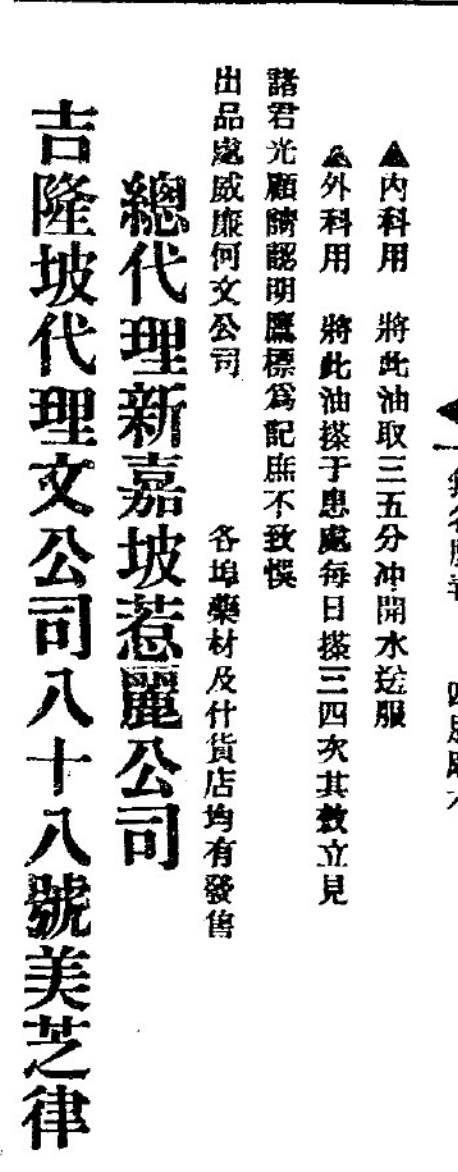 ▲內科用　將此油取三五分冲開水送服
▲外科用　將此油搽于患處每日搽三四次其效立見
諸君光顧請認明鷹標爲記庶不致悞
出品處威廉何文公司　各埠藥材及什貨店均有發售
總代理新嘉坡惹麗公司
吉隆坡代理文公司八十八號美芝律